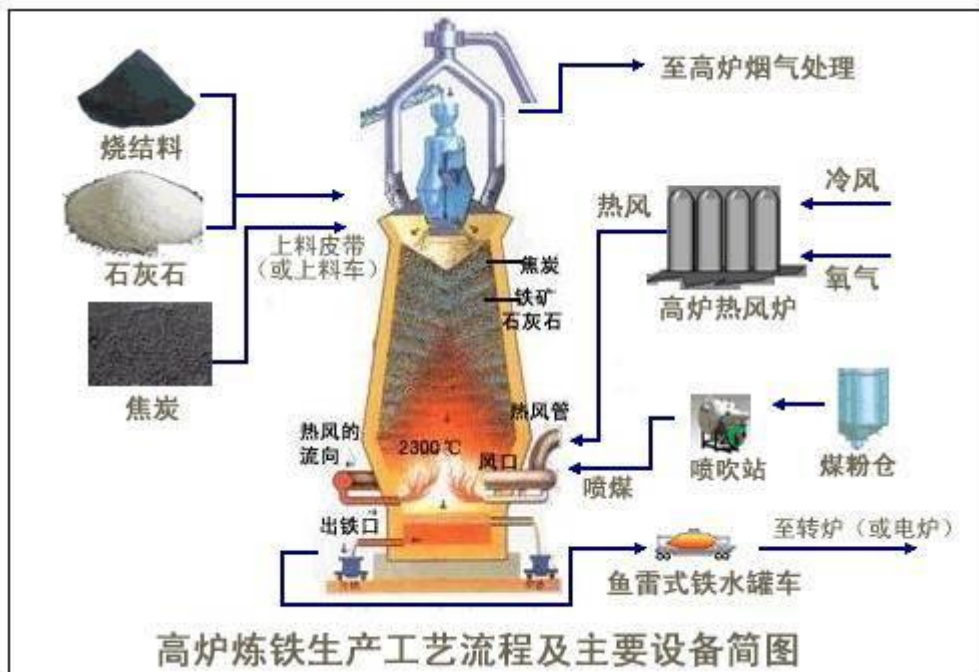 至高炉烟气处理
烧结料
石灰石
焦炭
上料皮带
（或上料车）
焦炭
铁矿
石灰石
热风
冷风
氧气
高炉热风炉
热风的
流向
2300℃
热风管
风口
喷煤
喷吹站
煤粉仓
出铁口
鱼雷式铁水罐车
至转炉（或电炉）
高炉炼铁生产工艺流程及主要设备简图